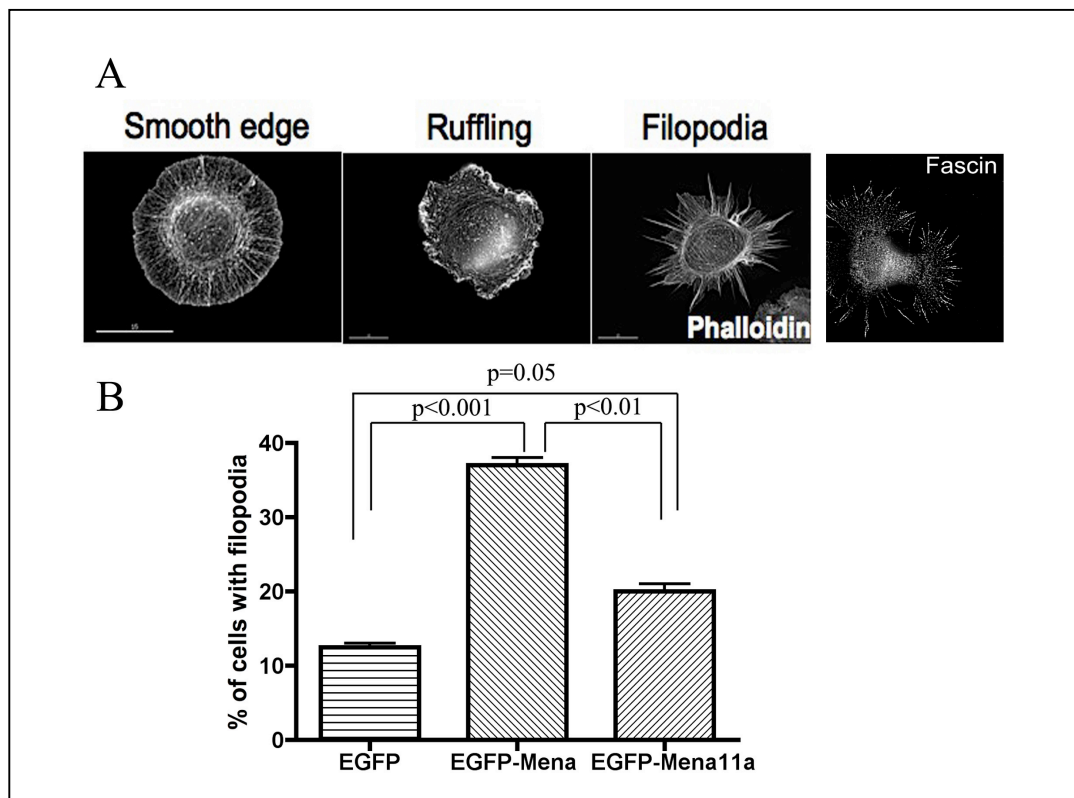 A
Smooth edge
Ruffling
Filopodia
Fascin
Phalloidin
B
p=0.05
p<0.001
p<0.01
% of cells with filopodia
40
30
20
10
0
EGFP
EGFP-Mena
EGFP-Mena11a